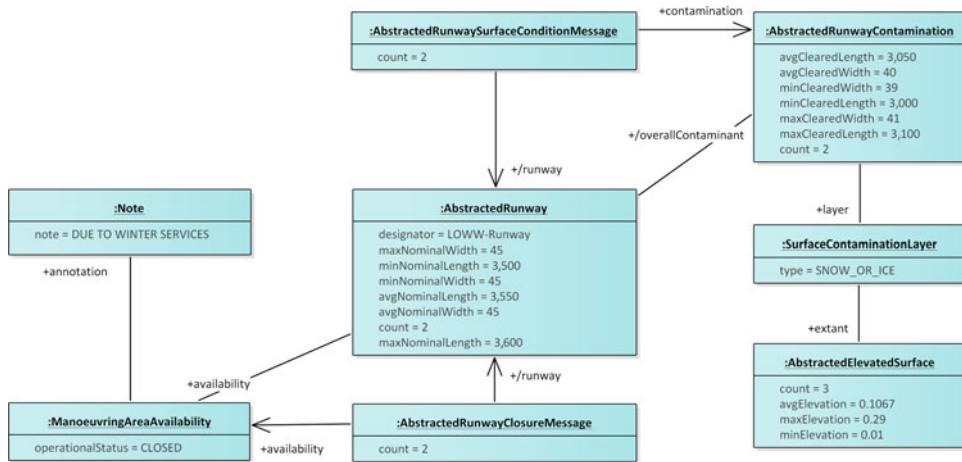 +contamination
:AbstractedRunwaySurfaceConditionMessage
count = 2
:AbstractedRunwayContamination
avgClearedLength = 3,050
avgClearedWidth = 40
minClearedWidth = 39
minClearedLength = 3,000
maxClearedWidth = 41
maxClearedLength = 3,100
count = 2
+/overallContaminant
+/runway
:Note
note = DUE TO WINTER SERVICES
+annotation
:AbstractedRunway
designator = LOWW-Runway
maxNominalWidth = 45
minNominalLength = 3,500
minNominalWidth = 45
avgNominalLength = 3,550
avgNominalWidth = 45
count = 2
maxNominalLength = 3,600
+layer
:SurfaceContaminationLayer
type = SNOW_OR_ICE
+extant
:AbstractedElevatedSurface
count = 3
avgElevation = 0.1067
maxElevation = 0.29
minElevation = 0.01
+availability
+/runway
:ManoeuvringAreaAvailability
operationalStatus = CLOSED
+availability
:AbstractedRunwayClosureMessage
count = 2